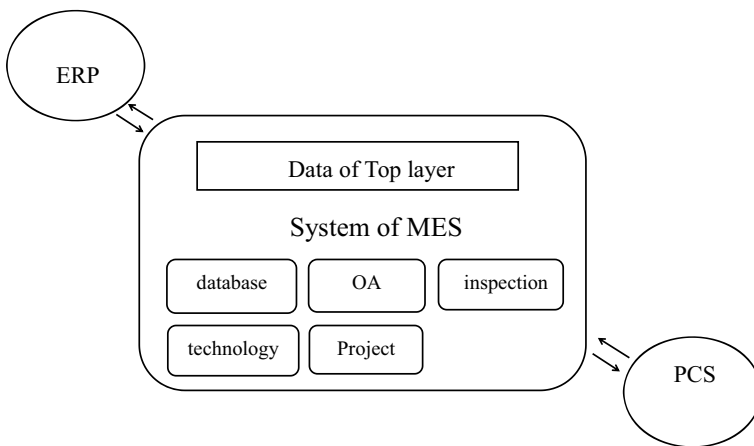 ERP
Data of Top layer
System of MES
database
OA
inspection
technology
Project
PCS